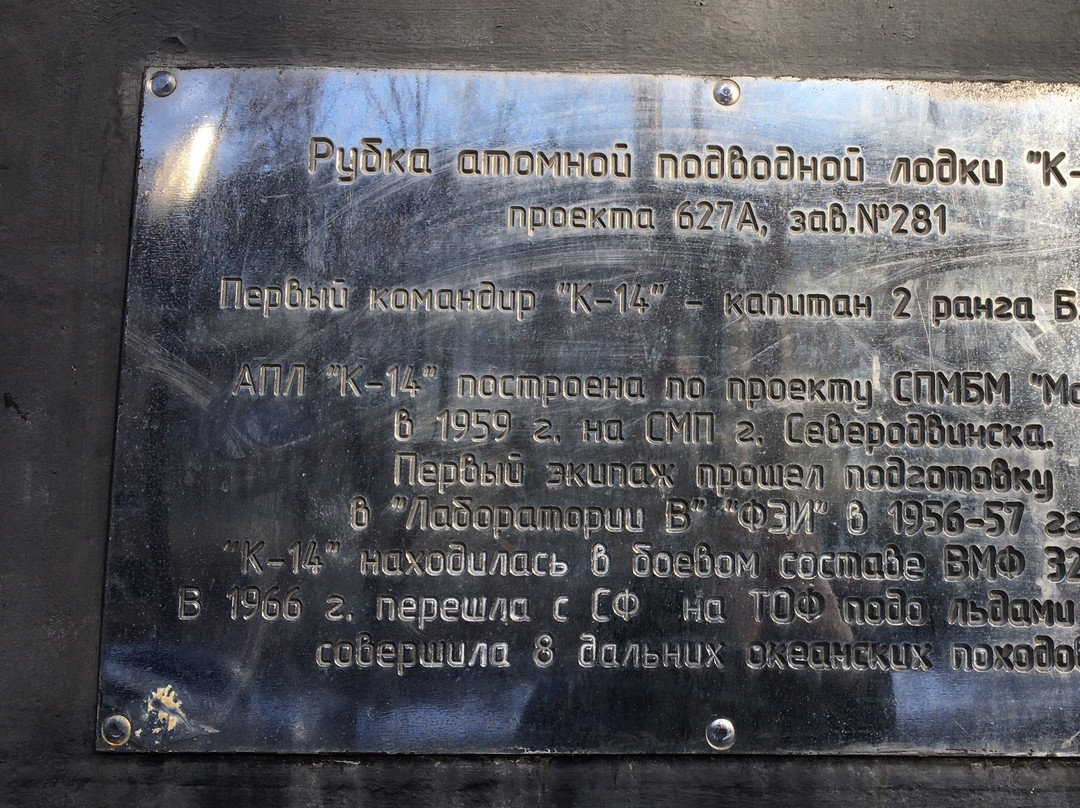 Рубка атомной подводной лодки "К-
проекта 627А, зав.№281
Первый командир "К-14" - капитан 2 ранга Б.
АПЛ "К-14" построена по проекту СПМБМ "Ма
в 1959 г. на СМП г. Северодвинска.
Первый экипаж прошел подготовку
в "Лаборатории В" "ФЭИ" в 1956-57 гг
"К-14" находилась в боевом составе ВМФ 32
В 1966 г. перешла с СФ на ТОФ подо льдами
совершила 8 дальних океанских походов